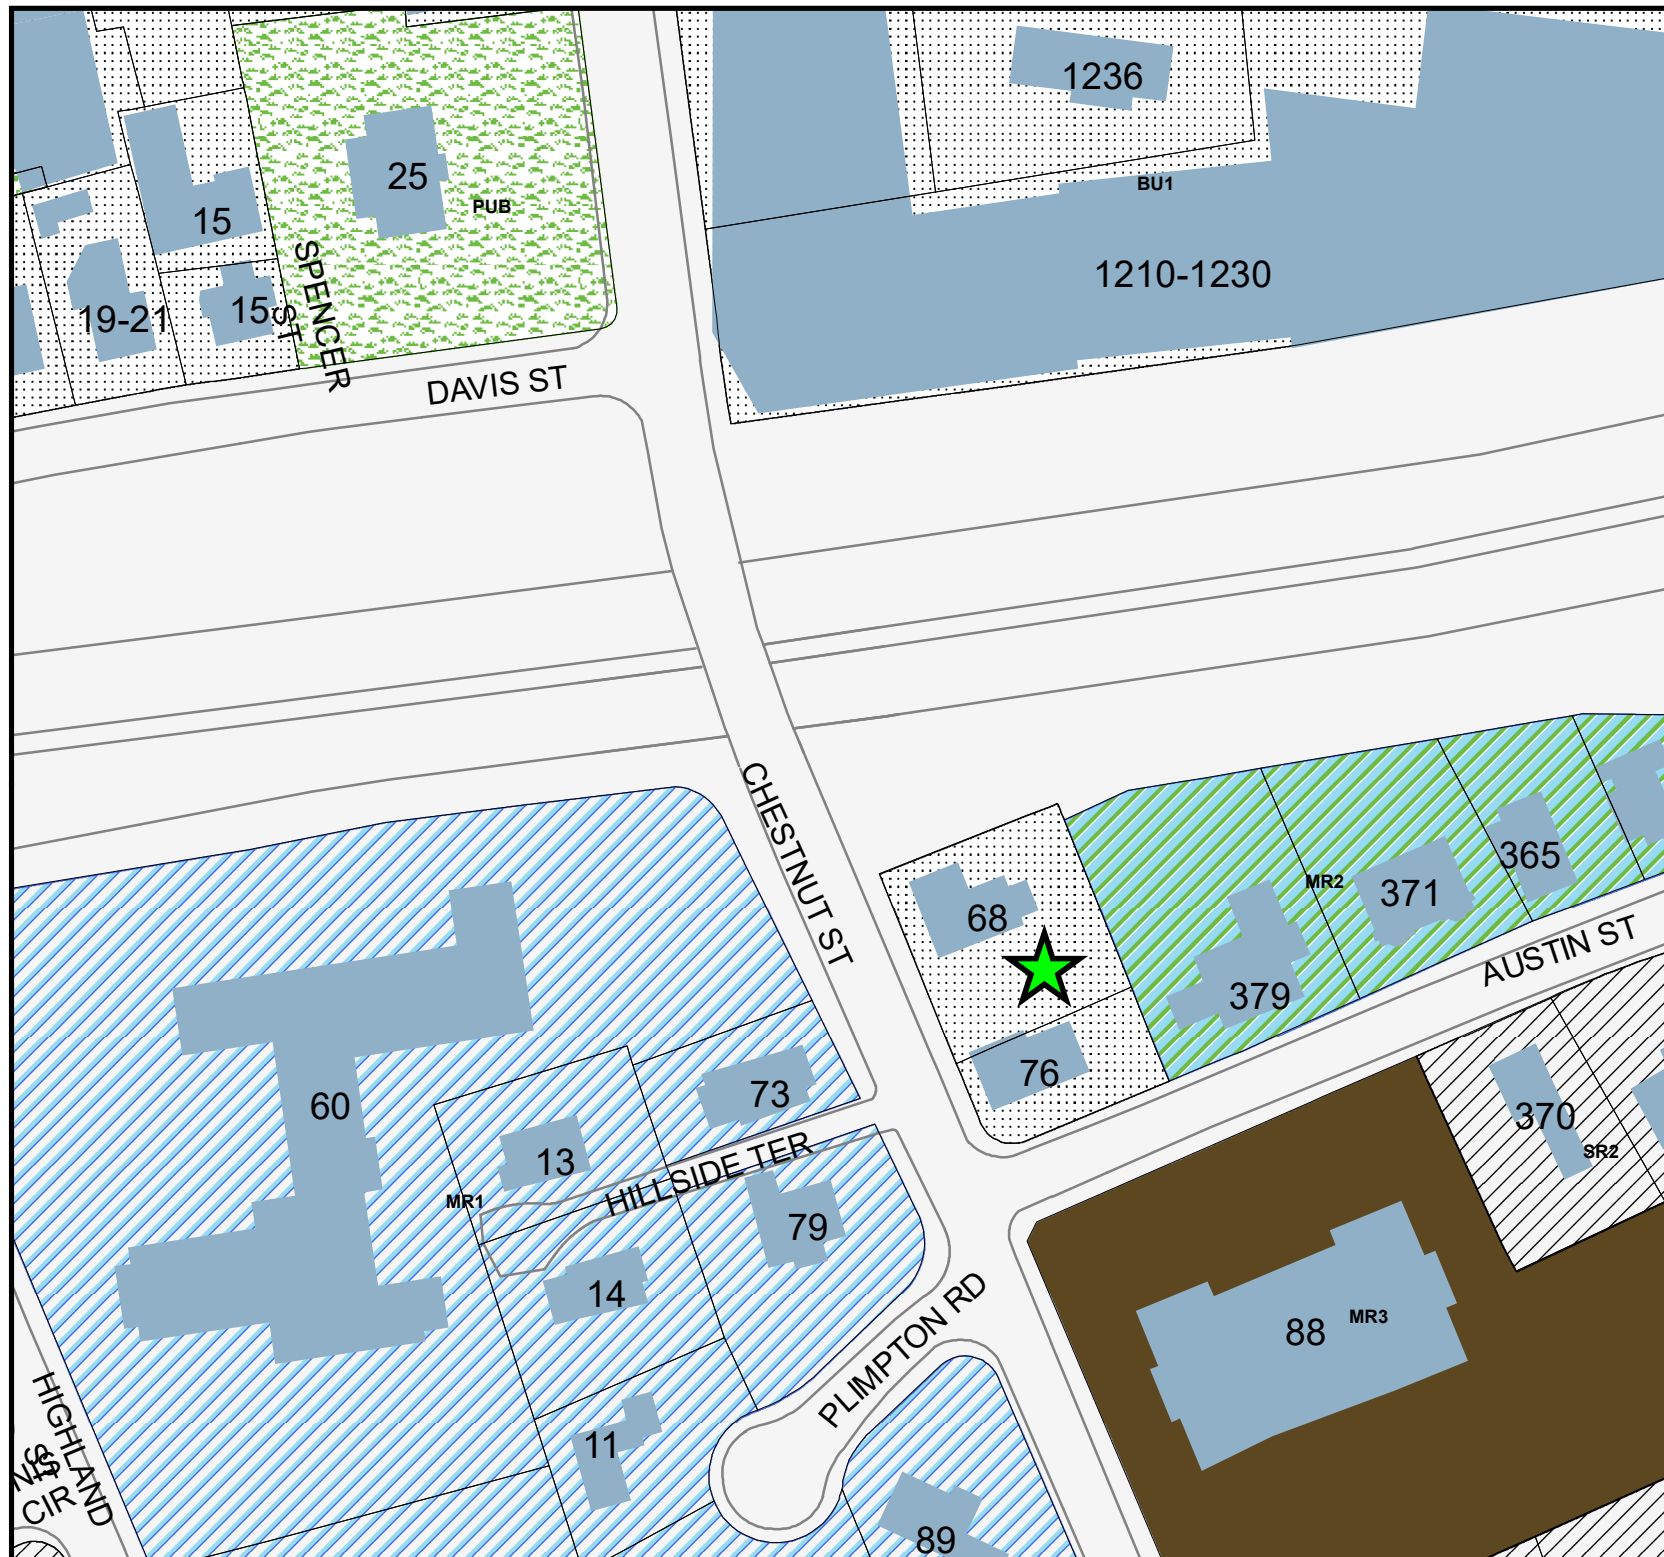 1236
25
BU1
PUB
15
SPENCER
ST
1210-1230
15
19-21
DAVIS ST
CHESTNUT ST
365
MR2
371
68
AUSTIN ST
379
76
73
60
370
13
SR2
HILLSIDE TER
MR1
79
14
PLIMPTON RD
88
MR3
HIGHLAND
ST
11
CIR
89